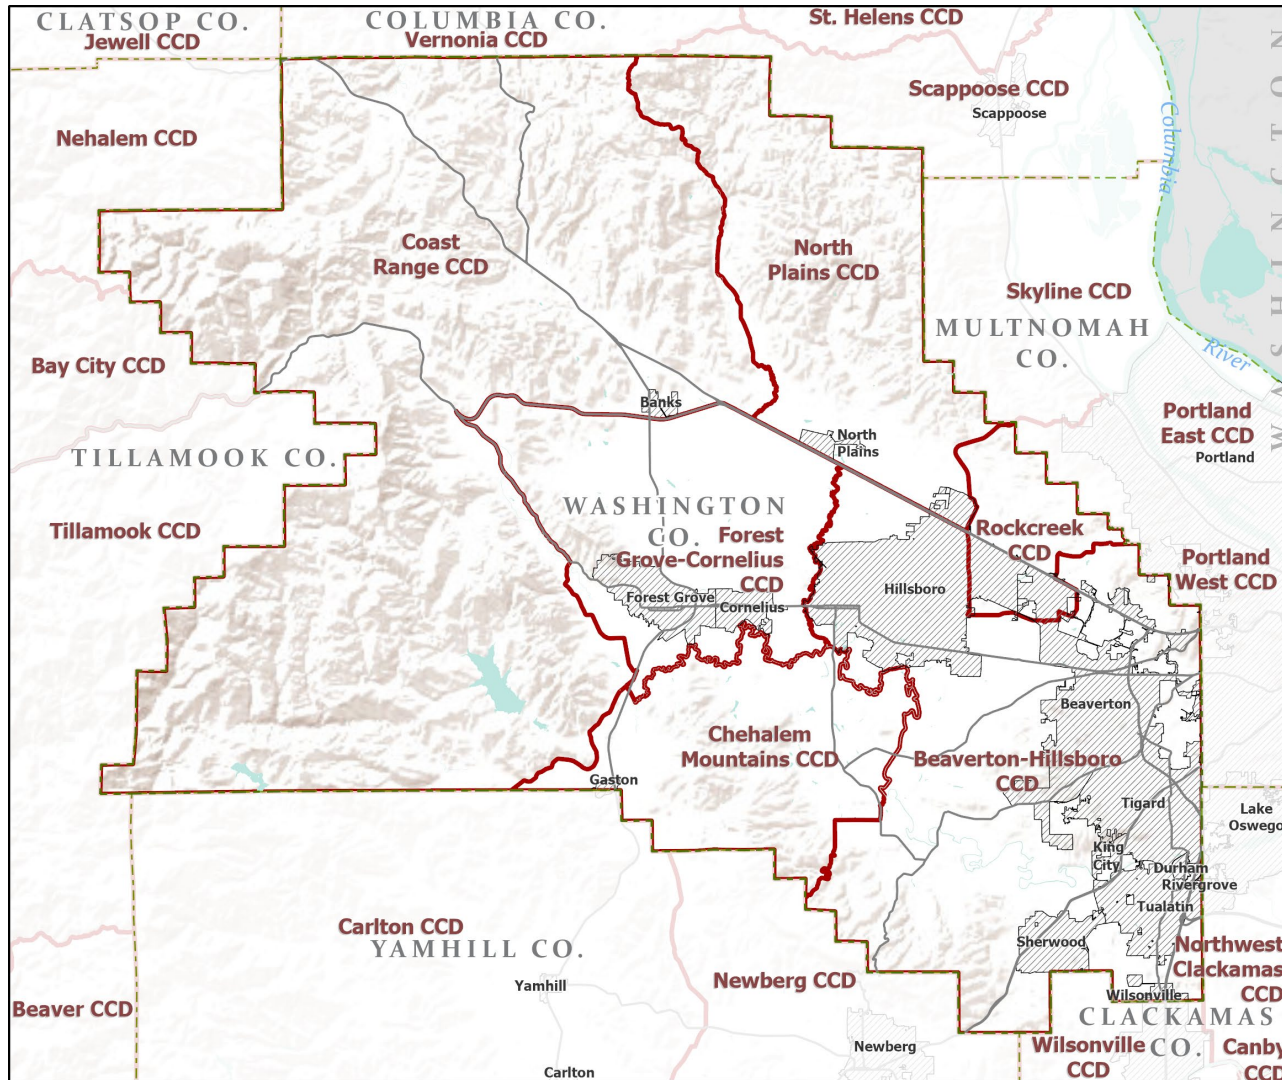 CLATSOP CO.
Jewell CCD
COLUMBIA CO.
Vernonia CCD
St. Helens CCD
Scappoose CCD
Scappoose
Columbia
River
WASHINGTON
Nehalem CCD
Coast
Range CCD
North
Plains CCD
Skyline CCD
MULTNOMAH
CO.
Bay City CCD
Banks
North
Plains
Portland
East CCD
Portland
TILLAMOOK CO.
Tillamook CCD
WASHINGTON
CO.
Forest
Grove-Cornelius
CCD
Rockcreek
CCD
Portland
West CCD
Hillsboro
Forest Grove
Cornelius
Beaverton
Chehalem
Mountains CCD
Beaverton-Hillsboro
CCD
Gaston
Tigard
Lake
Oswego
King
City
Durham
Rivergrove
Tualatin
Sherwood
Carlton CCD
YAMHILL CO.
Newberg CCD
Northwest
Clackamas
CCD
Yamhill
Wilsonville
Beaver CCD
CLACKAMAS
CO.
Newberg
Wilsonville
CCD
Canby
CCD
Carlton